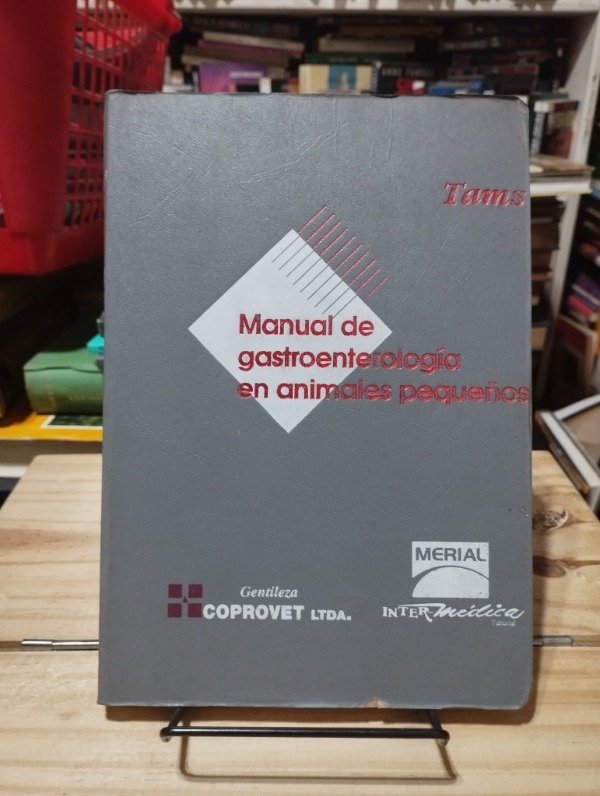 Tams
Manual de
gastroenterología
en animales pequeños
MERIAL
Gentileza
COPROVET LTDA.
INTER-Médica
Editorial